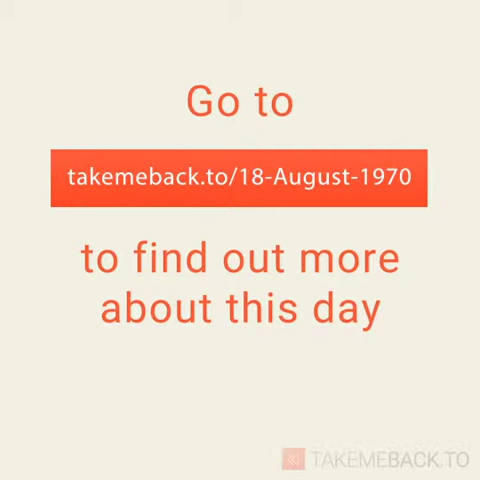 Go to
takemeback.to/18-August-1970
to find out more
about this day
TAKEMEBACK.TO